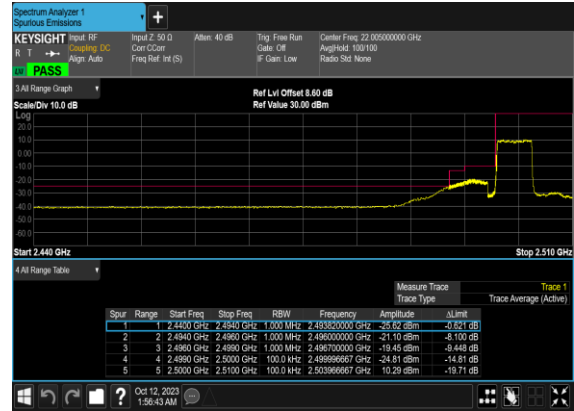 Spectrum Analyzer 1
Spurious Emissions
KEYSIGHT Input: RF Input Z: 50 Ω Atten: 40 dB Trig: Free Run Center Freq: 22.005000000 GHz
R T Coupling: DC Corr CCorr Gate: Off Avg|Hold: 100/100
Align: Auto Freq Ref: Int (S) IF Gain: Low Radio Std: None
PASS
3 All Range Graph
Ref Lvl Offset 8.60 dB
Scale/Div 10.0 dB Ref Value 30.00 dBm
Log
20.0
10.0
0.00
-10.0
-20.0
-30.0
-40.0
-50.0
-60.0
Start 2.440 GHz Stop 2.510 GHz
4 All Range Table
Measure Trace Trace 1
Trace Type Trace Average (Active)
Spur Range Start Freq Stop Freq RBW Frequency Amplitude ΔLimit
1 1 2.4400 GHz 2.4940 GHz 1.000 MHz 2.493820000 GHz -25.62 dBm -0.621 dB
2 2 2.4940 GHz 2.4960 GHz 1.000 MHz 2.496000000 GHz -21.10 dBm -8.100 dB
3 3 2.4960 GHz 2.4990 GHz 1.000 MHz 2.496700000 GHz -19.45 dBm -9.448 dB
4 4 2.4990 GHz 2.5000 GHz 100.0 kHz 2.499996667 GHz -24.81 dBm -14.81 dB
5 5 2.5000 GHz 2.5100 GHz 100.0 kHz 2.503966667 GHz 10.29 dBm -19.71 dB
Oct 12, 2023
1:56:43 AM